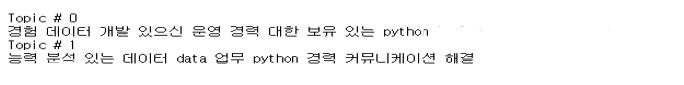 Topic # 0
경험 데이터 개발 있으신 운영 경력 대한 보유 있는 python
Topic # 1
능력 분석 있는 데이터 data 업무 python 경력 커뮤니케이션 해결